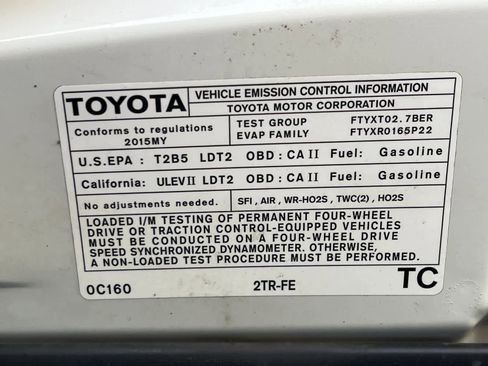 TOYOTA
VEHICLE EMISSION CONTROL INFORMATION
TOYOTA MOTOR CORPORATION
Conforms to regulations
2015MY
TEST GROUP FTYXT02.7BER
EVAP FAMILY FTYXR0165P22
U.S.EPA : T2B5 LDT2 OBD : CA II Fuel: Gasoline
California: ULEV II LDT2 OBD : CA II Fuel: Gasoline
No adjustments needed.
SFI , AIR , WR-HO2S , TWC(2) , HO2S
LOADED I/M TESTING OF PERMANENT FOUR-WHEEL
DRIVE OR TRACTION CONTROL-EQUIPPED VEHICLES
MUST BE CONDUCTED ON A FOUR-WHEEL DRIVE
SPEED SYNCHRONIZED DYNAMOMETER. OTHERWISE,
A NON-LOADED TEST PROCEDURE MUST BE PERFORMED.
0C160 2TR-FE TC